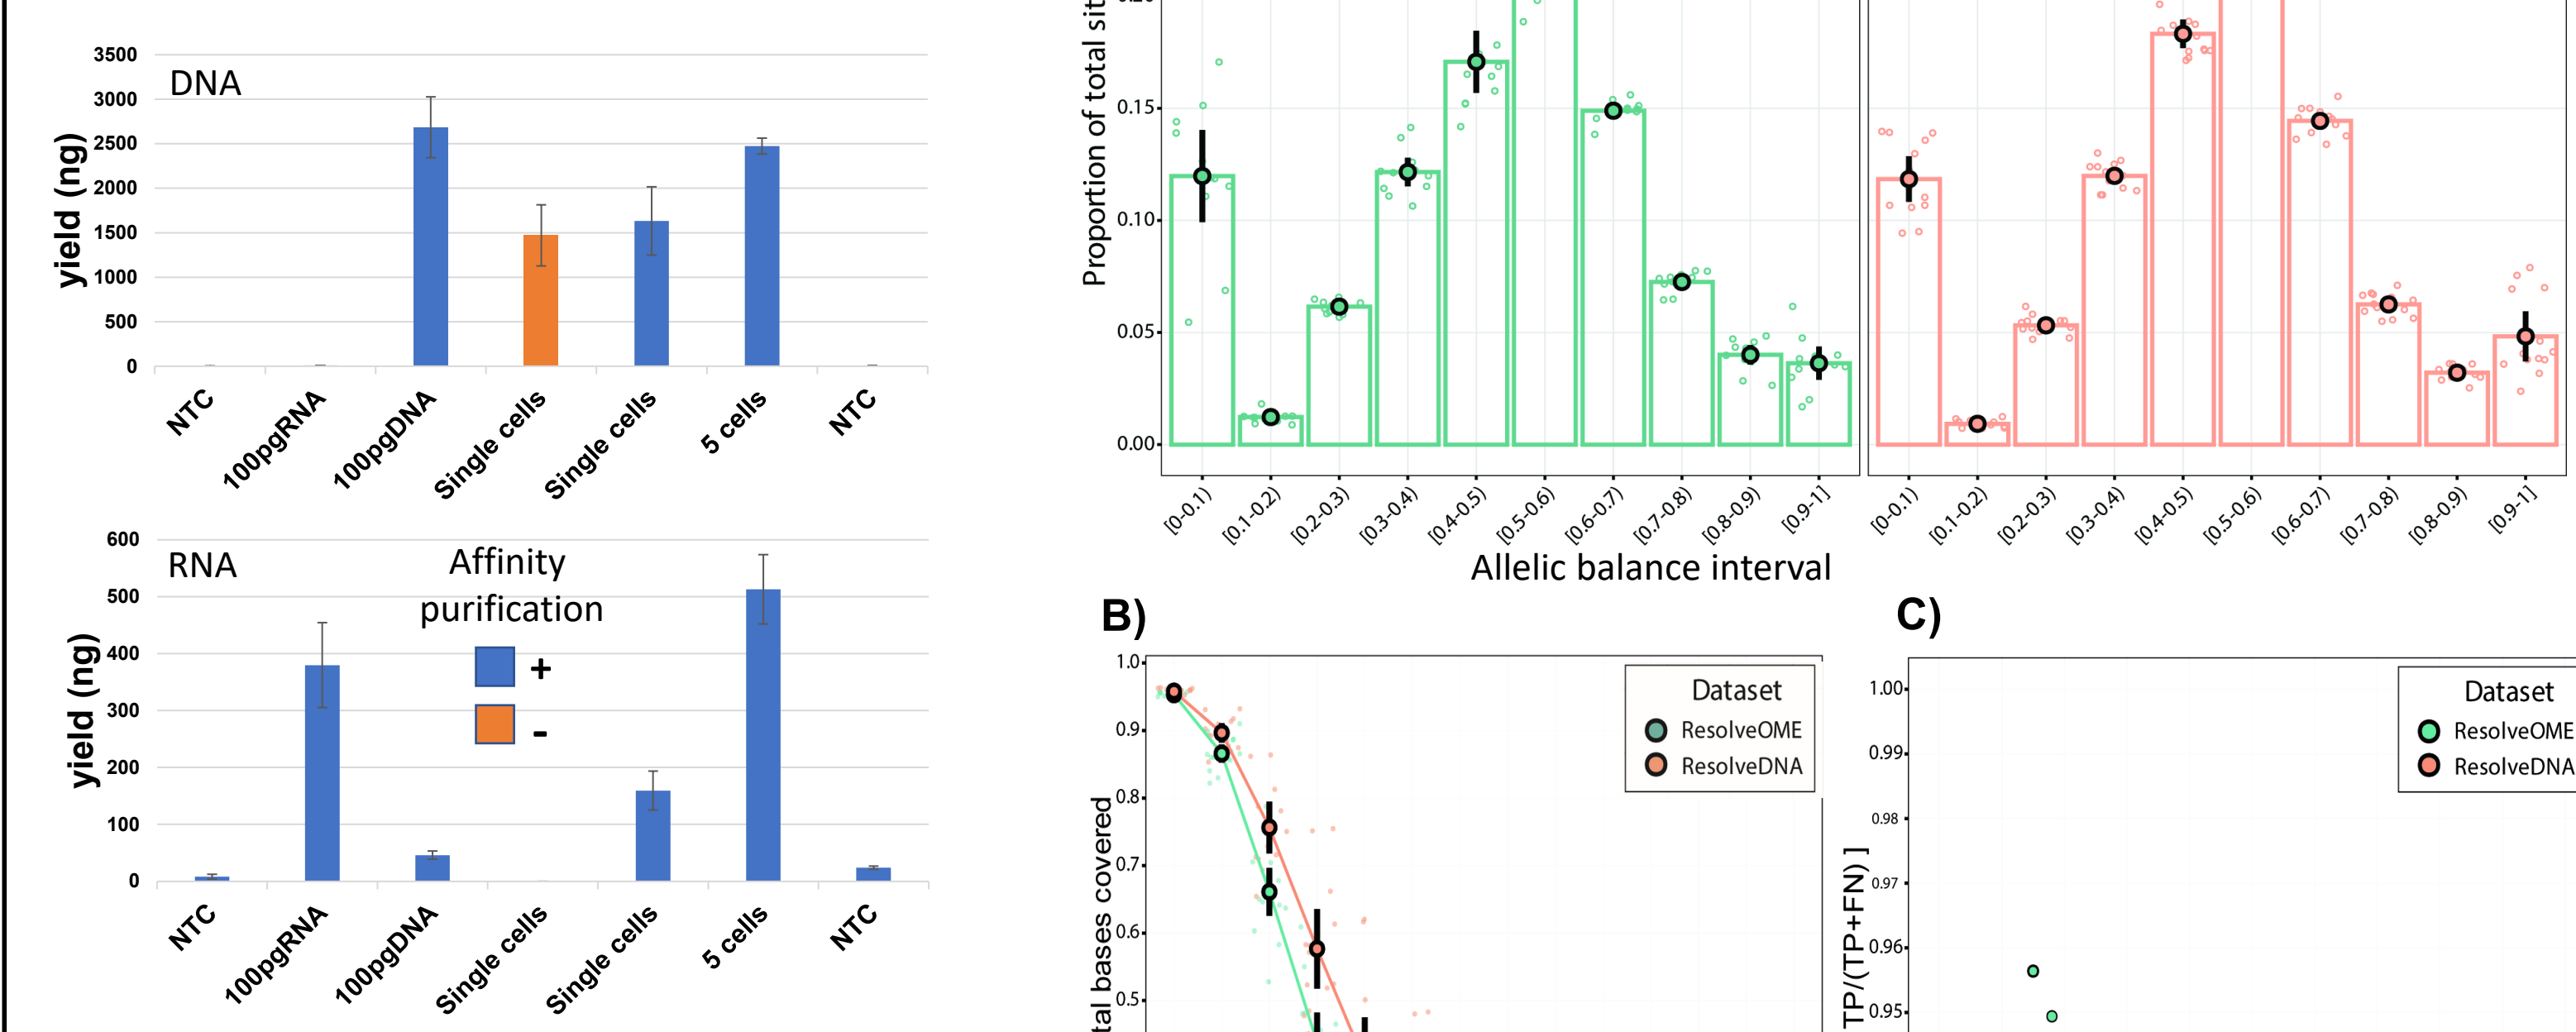 3500
DNA
3000
2500
2000
1500
1000
500
0
yield (ng)
NTC
100pgRNA
100pgDNA
Single cells
Single cells
5 cells
NTC
600
RNA
Affinity
purification
500
400
300
200
100
0
yield (ng)
+
-
NTC
100pgRNA
100pgDNA
Single cells
Single cells
5 cells
NTC
Proportion of total sit
0.15
0.10
0.05
0.00
[0-0.1)
[0.1-0.2)
[0.2-0.3)
[0.3-0.4)
[0.4-0.5)
[0.5-0.6)
[0.6-0.7)
[0.7-0.8)
[0.8-0.9)
[0.9-1]
[0-0.1)
[0.1-0.2)
[0.2-0.3)
[0.3-0.4)
[0.4-0.5)
[0.5-0.6)
[0.6-0.7)
[0.7-0.8)
[0.8-0.9)
[0.9-1]
Allelic balance interval
B)
1.0
0.9
0.8
0.7
0.6
0.5
tal bases covered
Dataset
ResolveOME
ResolveDNA
C)
1.00
0.99
0.98
0.97
0.96
0.95
TP/(TP+FN) ]
Dataset
ResolveOME
ResolveDNA